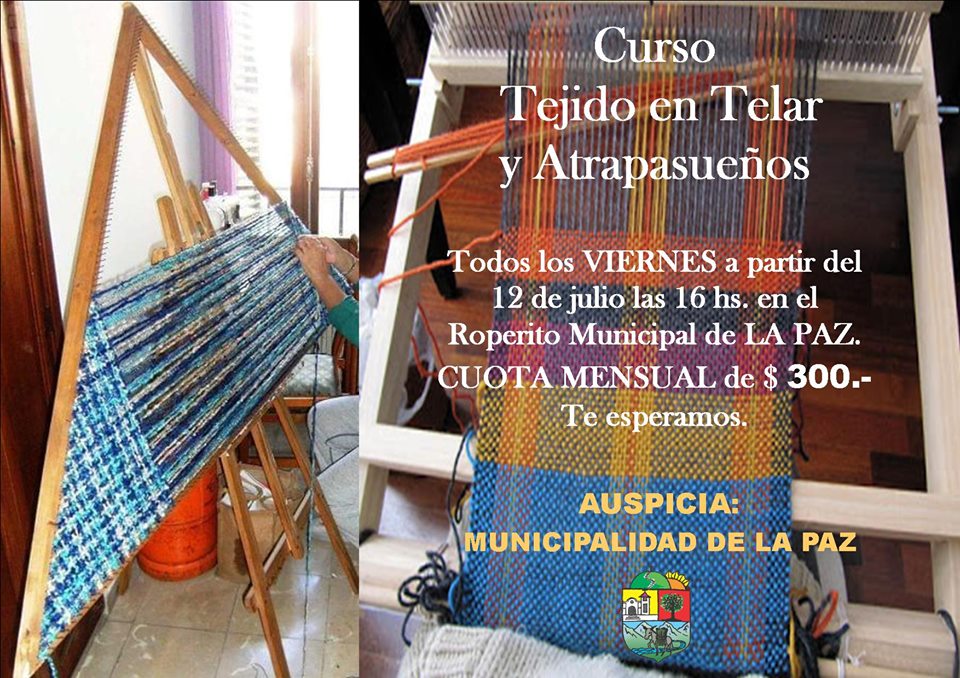 Curso
Tejido en Telar
y Atrapasueños
Todos los VIERNES a partir del
12 de julio las 16 hs. en el
Roperito Municipal de LA PAZ.
CUOTA MENSUAL de $ 300.-
Te esperamos.
AUSPICIA:
MUNICIPALIDAD DE LA PAZ